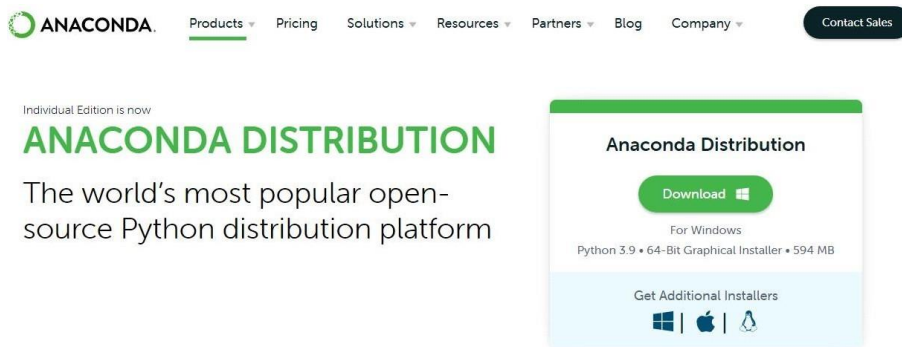 ANACONDA.
Products
Pricing
Solutions
Resources
Partners
Blog
Company
Contact Sales
Individual Edition is now
ANACONDA DISTRIBUTION
The world's most popular open-
source Python distribution platform
Anaconda Distribution
Download
For Windows
Python 3.9 • 64-Bit Graphical Installer • 594 MB
Get Additional Installers
| |